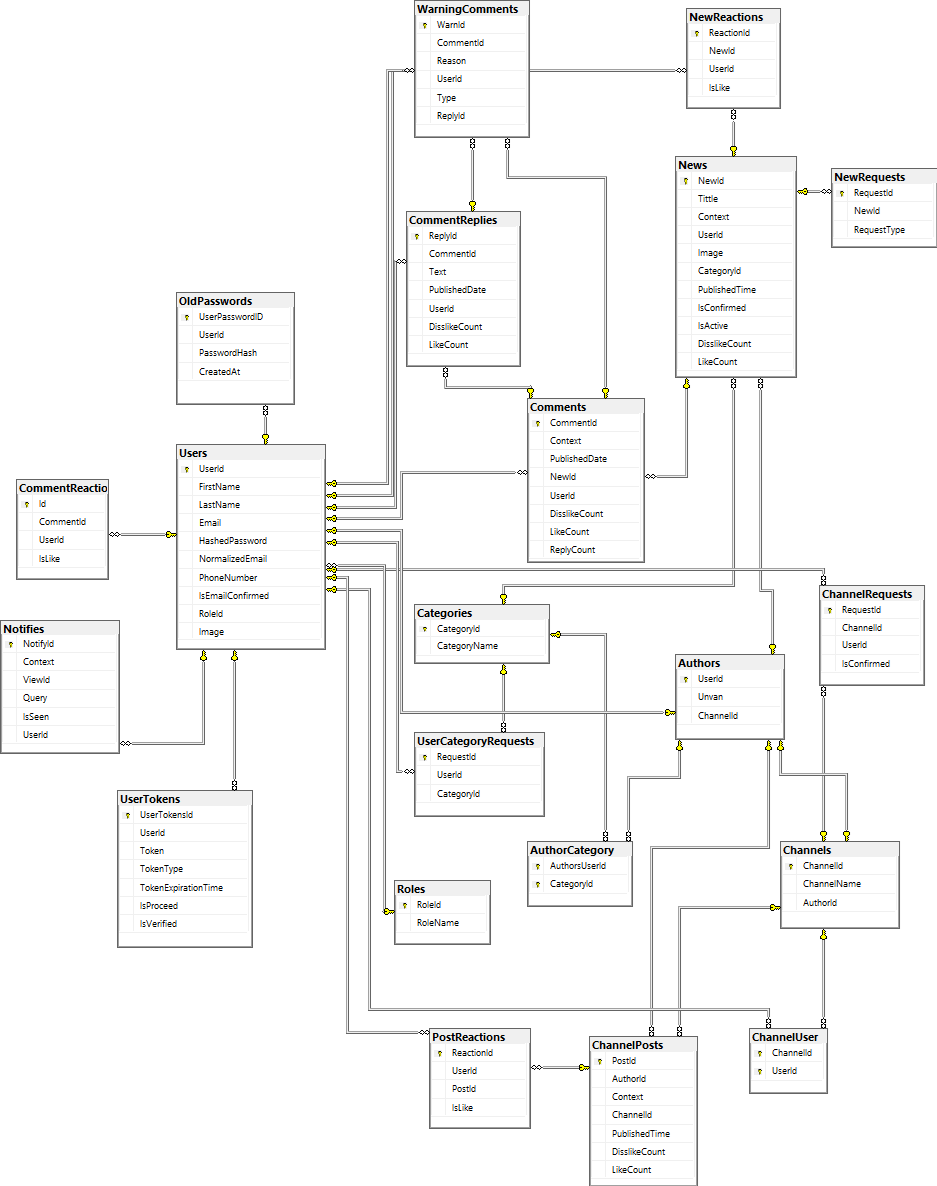 WarningComments
WarnId
CommentId
Reason
UserId
Type
ReplyId
NewReactions
ReactionId
NewId
UserId
IsLike
News
NewId
Tittle
Context
UserId
Image
CategoryId
PublishedTime
IsConfirmed
IsActive
DisslikeCount
LikeCount
NewRequests
RequestId
NewId
RequestType
CommentReplies
ReplyId
CommentId
Text
PublishedDate
UserId
DisslikeCount
LikeCount
OldPasswords
UserPasswordID
UserId
PasswordHash
CreatedAt
Comments
CommentId
Context
PublishedDate
NewId
UserId
DisslikeCount
LikeCount
ReplyCount
Users
UserId
FirstName
LastName
Email
HashedPassword
NormalizedEmail
PhoneNumber
IsEmailConfirmed
RoleId
Image
CommentReactio
Id
CommentId
UserId
IsLike
Notifies
NotifyId
Context
ViewId
Query
IsSeen
UserId
Categories
CategoryId
CategoryName
ChannelRequests
RequestId
ChannelId
UserId
IsConfirmed
Authors
UserId
Unvan
ChannelId
UserCategoryRequests
RequestId
UserId
CategoryId
UserTokens
UserTokensId
UserId
Token
TokenType
TokenExpirationTime
IsProceed
IsVerified
AuthorCategory
AuthorsUserId
CategoryId
Channels
ChannelId
ChannelName
AuthorId
Roles
RoleId
RoleName
PostReactions
ReactionId
UserId
PostId
IsLike
ChannelPosts
PostId
AuthorId
Context
ChannelId
PublishedTime
DisslikeCount
LikeCount
ChannelUser
ChannelId
UserId